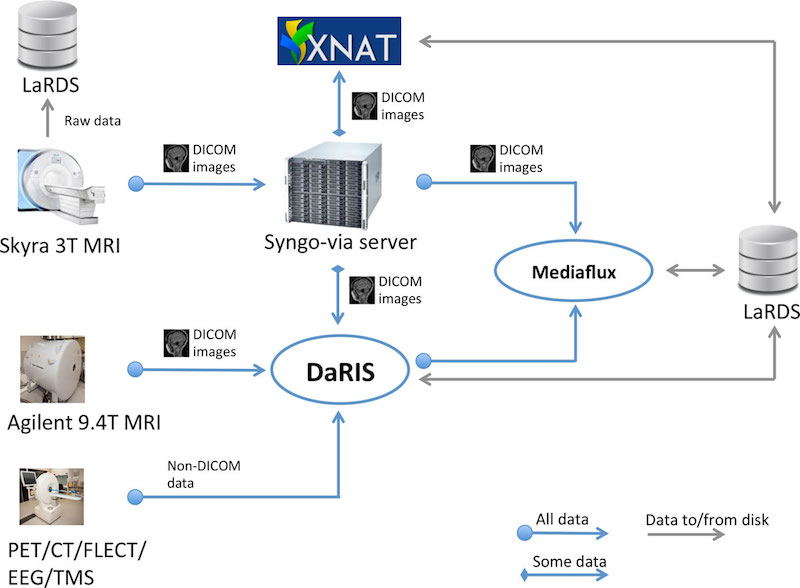 XNAT
LaRDS
Raw data
DICOM
images
DICOM
images
DICOM
images
Skyra 3T MRI
Syngo-via server
Mediaflux
LaRDS
DICOM
images
DICOM
images
DaRIS
Agilent 9.4T MRI
Non-DICOM
data
PET/CT/FLECT/
EEG/TMS
All data
Data to/from disk
Some data